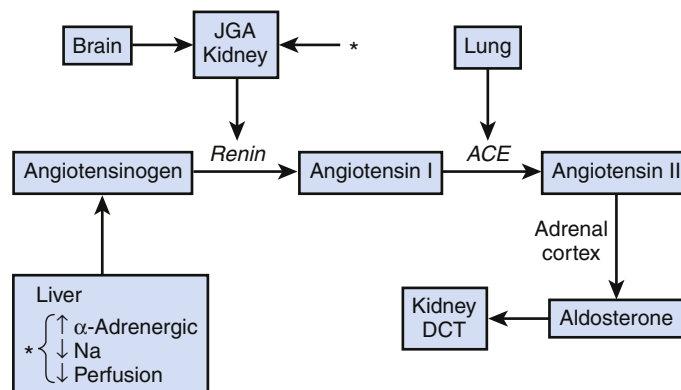 Brain
JGA
Kidney
*
Lung
Renin
ACE
Angiotensinogen
Angiotensin I
Angiotensin II
Adrenal
cortex
Liver
↑ α-Adrenergic
* { ↓ Na
↓ Perfusion
Kidney
DCT
Aldosterone